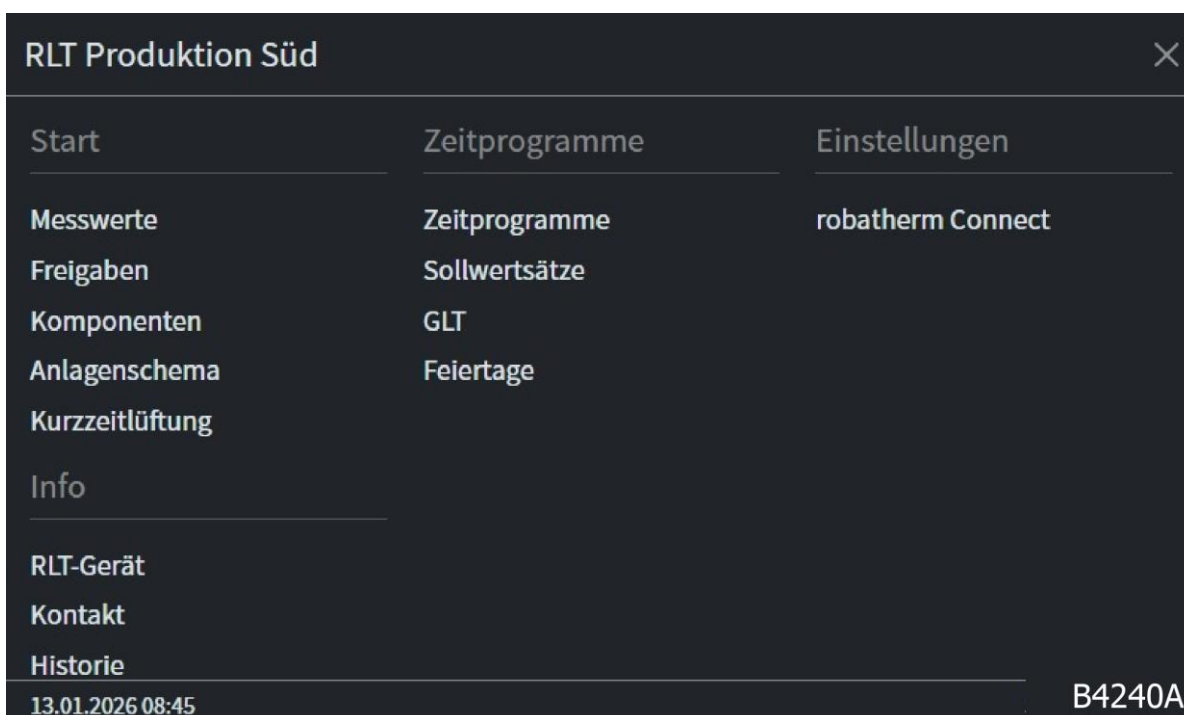 RLT Produktion Süd
Start
Messwerte
Freigaben
Komponenten
Anlagenschema
Kurzzeitlüftung
Info
RLT-Gerät
Kontakt
Historie
Zeitprogramme
Zeitprogramme
Sollwertsätze
GLT
Feiertage
Einstellungen
robatherm Connect
13.01.2026 08:45
B4240A